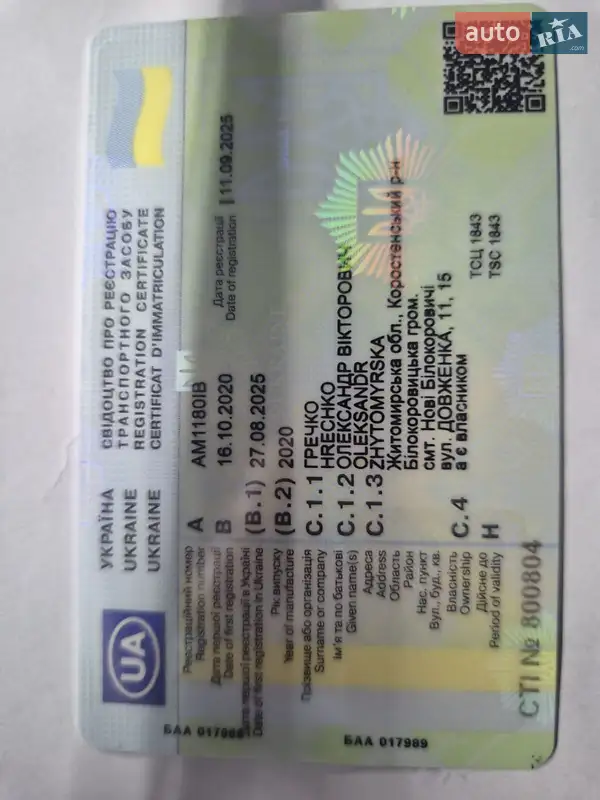 auto RIA .com
УКРАЇНА
UKRAINE
UKRAINE
СВІДОЦТВО ПРО РЕЄСТРАЦІЮ
ТРАНСПОРТНОГО ЗАСОБУ
REGISTRATION CERTIFICATE
CERTIFICAT D'IMMATRICULATION
UA
Реєстраційний номер
Registration number
A AM1180IB
Дата першої реєстрації
Date of first registration
B 16.10.2020
Дата реєстрації
Date of registration
11.09.2025
Дата першої реєстрації в Україні
Date of first registration in Ukraine
(B.1) 27.08.2025
Рік випуску
Year of manufacture
(B.2) 2020
Прізвище або організація
Surname or company
C.1.1 ГРЕЧКО
HRECHKO
Ім'я та по батькові
Given name(s)
C.1.2 ОЛЕКСАНДР ВІКТОРОВИЧ
OLEKSANDR
Адреса
Address
C.1.3 ZHYTOMYRSKA
Область
Житомирська обл., Коростенський р-н
Район
Білокоровицька гром.
Нас. пункт
смт. Нові Білокоровичі
Вул., буд., кв.
вул. ДОВЖЕНКА, 11, 15
Власність
Ownership
C.4 а є власником
Дійсне до
Period of validity
H
ТСЦ 1843
TSC 1843
СТІ № 800804
БАА 017989
БАА 017989